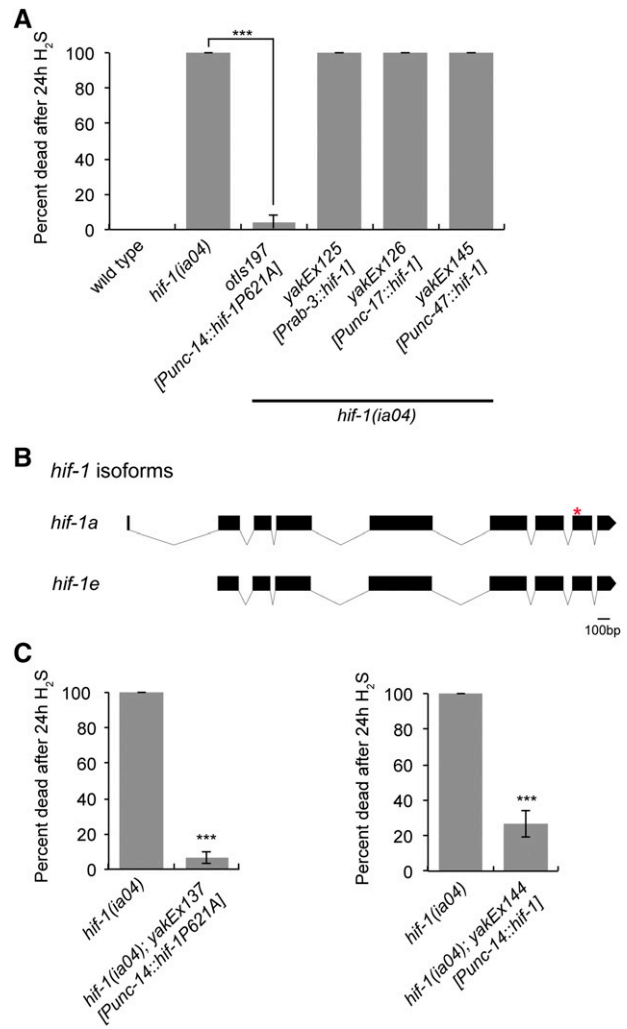 A
Percent dead after 24h H2S
100
80
60
40
20
0
***
wild type
hif-1(ia04)
otIs197
[Punc-14::hif-1P621A]
yakEx125
[Prab-3::hif-1]
yakEx126
[Punc-17::hif-1]
yakEx145
[Punc-47::hif-1]
hif-1(ia04)
B
hif-1 isoforms
hif-1a
*
hif-1e
100bp
C
Percent dead after 24h H2S
100
80
60
40
20
0
***
hif-1(ia04)
hif-1(ia04); yakEx137
[Punc-14::hif-1P621A]
Percent dead after 24h H2S
100
80
60
40
20
0
***
hif-1(ia04)
hif-1(ia04); yakEx144
[Punc-14::hif-1]